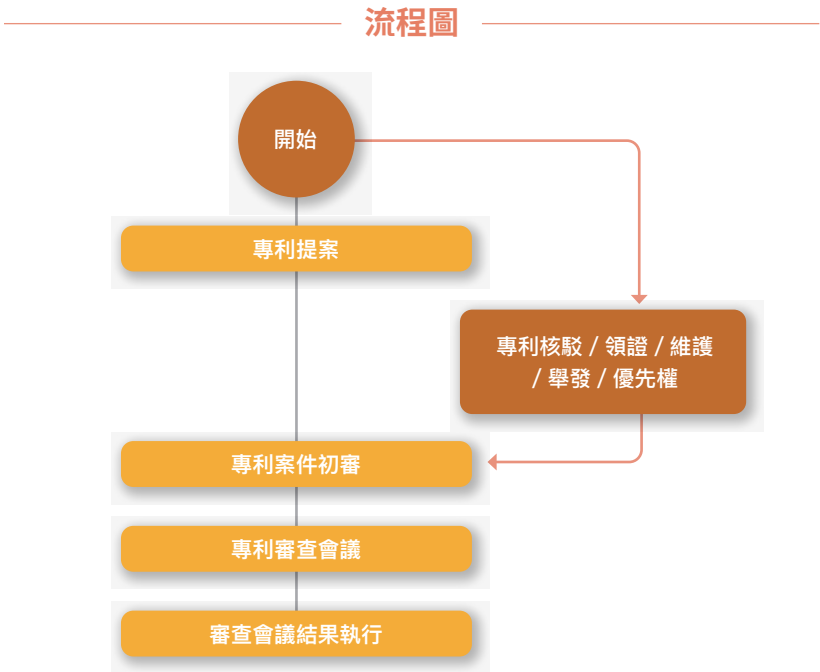 流程圖
開始
專利提案
專利核駁 / 領證 / 維護
/ 舉發 / 優先權
專利案件初審
專利審查會議
審查會議結果執行